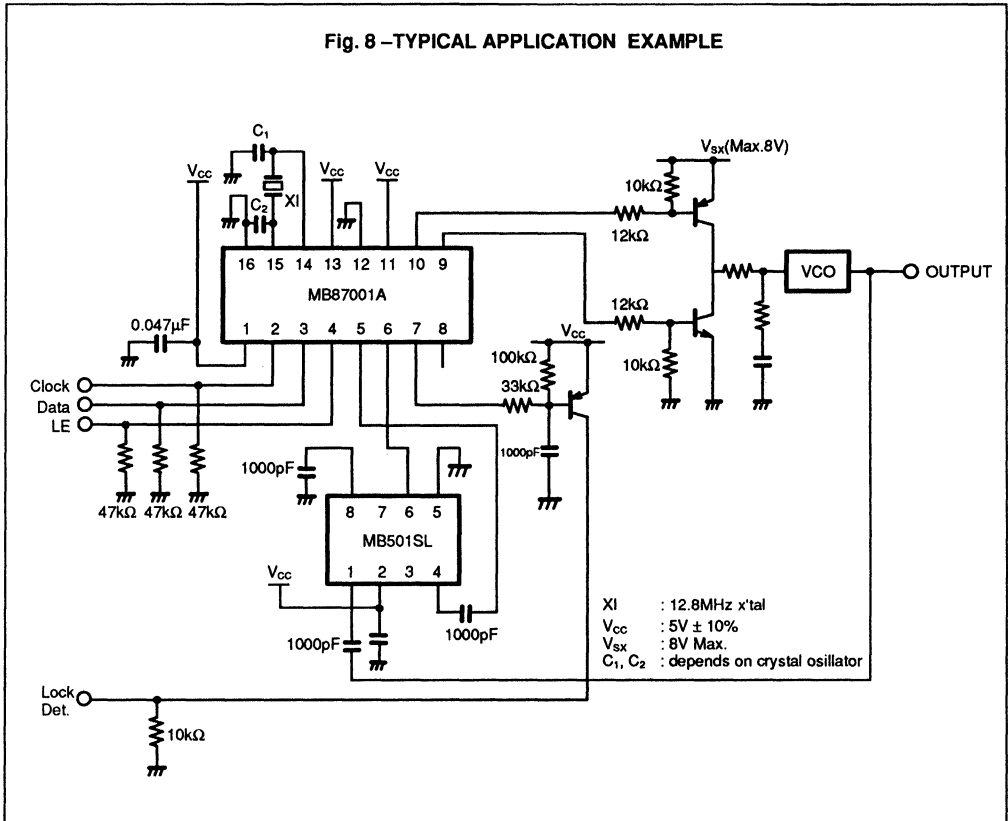 Fig. 8 –TYPICAL APPLICATION EXAMPLE
C1
VCC
VCC
VCC
XI
C2
VSX(Max.8V)
10kΩ
12kΩ
16 15 14 13 12 11 10 9
MB87001A
1 2 3 4 5 6 7 8
VCO
OUTPUT
0.047μF
12kΩ
10kΩ
VCC
100kΩ
33kΩ
1000pF
Clock
Data
LE
47kΩ 47kΩ 47kΩ
1000pF
8 7 6 5
MB501SL
1 2 3 4
VCC
1000pF
1000pF
XI : 12.8MHz x'tal
VCC : 5V ± 10%
VSX : 8V Max.
C1, C2 : depends on crystal osillator
Lock
Det.
10kΩ